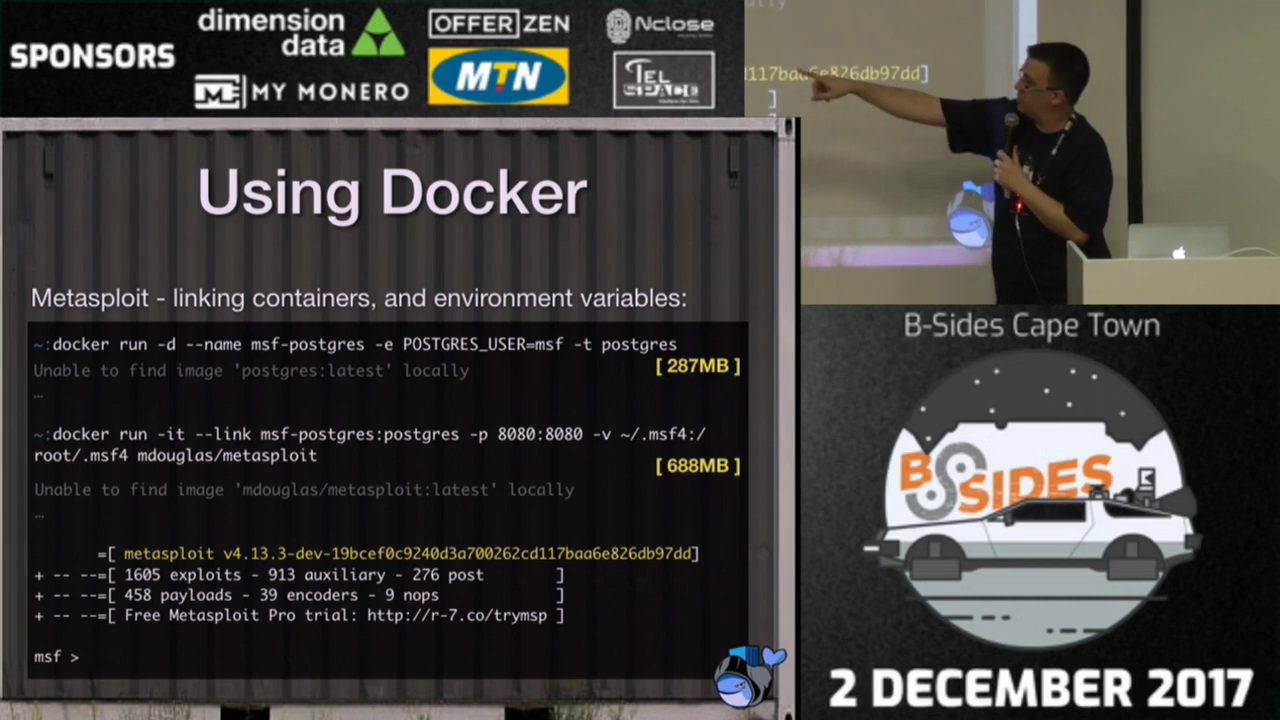 SPONSORS
dimension
data
OFFERZEN
Nclose
MTN
MY MONERO
TEL
SPACE
117baa6e826db97dd]
]
Using Docker
Metasploit - linking containers, and environment variables:
~:docker run -d --name msf-postgres -e POSTGRES_USER=msf -t postgres
[ 287MB ]
Unable to find image 'postgres:latest' locally
…
~:docker run -it --link msf-postgres:postgres -p 8080:8080 -v ~/.msf4:/
root/.msf4 mdouglas/metasploit
[ 688MB ]
Unable to find image 'mdouglas/metasploit:latest' locally
…
=[ metasploit v4.13.3-dev-19bcef0c9240d3a700262cd117baa6e826db97dd]
+ -- --=[ 1605 exploits - 913 auxiliary - 276 post ]
+ -- --=[ 458 payloads - 39 encoders - 9 nops ]
+ -- --=[ Free Metasploit Pro trial: http://r-7.co/trymsp ]
msf >
B-Sides Cape Town
BSIDES
2 DECEMBER 2017